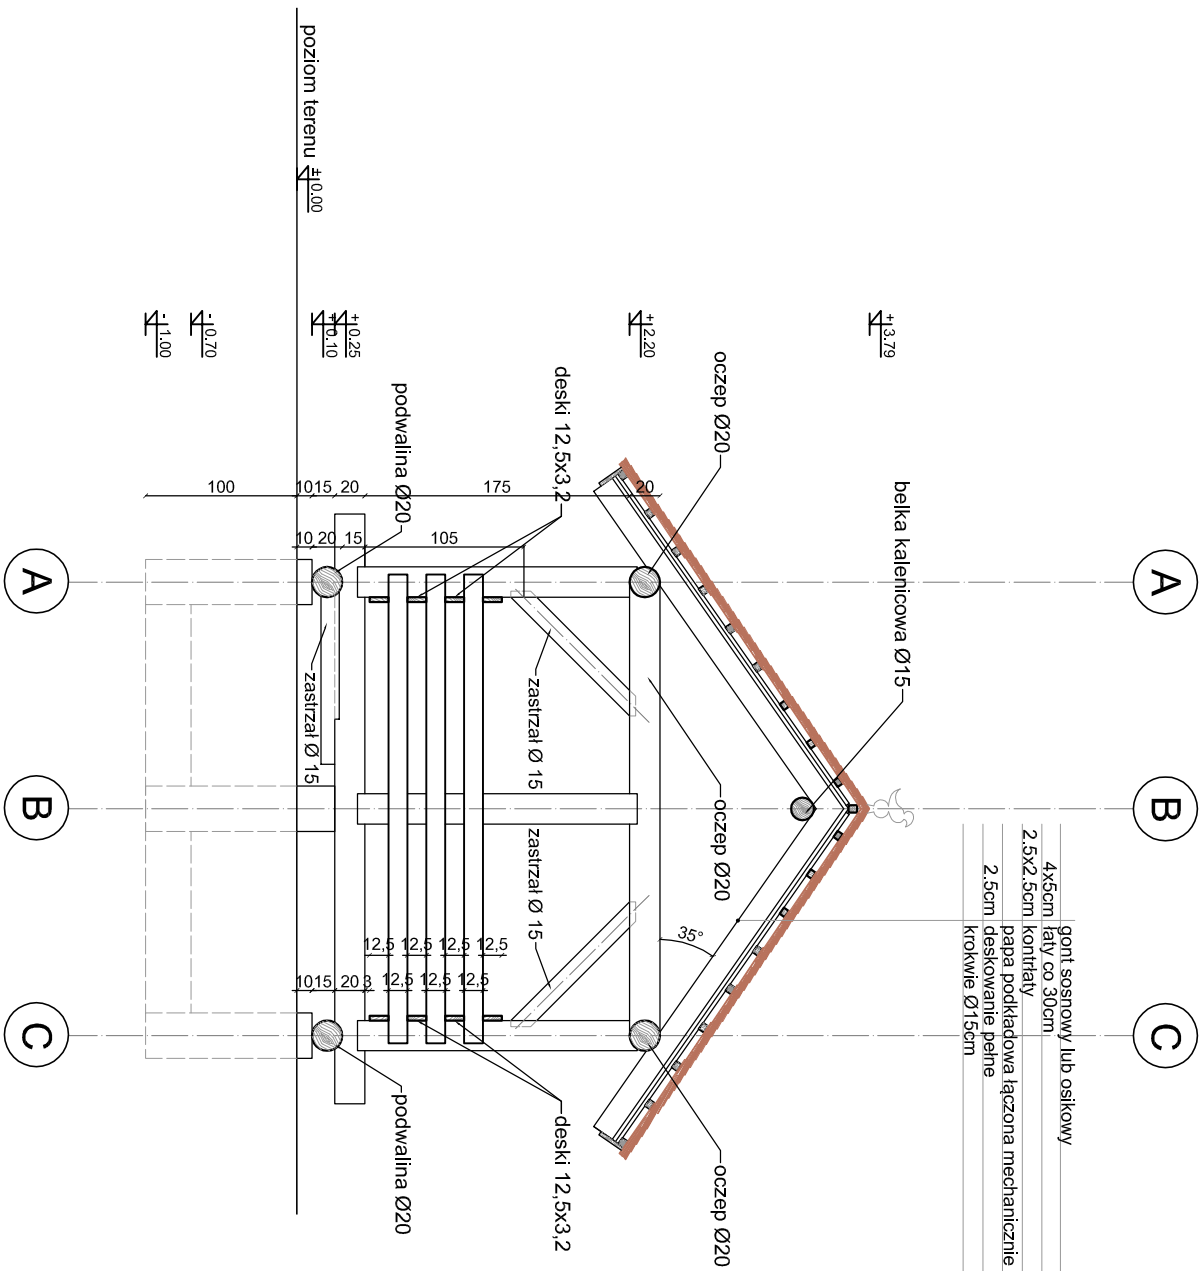 A
B
C
gont sosnowy lub osikowy
4x5cm łaty co 30cm
2.5x2.5cm kontrłaty
papa podkładowa łączona mechanicznie
2.5cm deskowanie pełne
krokwie Ø15cm
+3.79
belka kalenicowa Ø15
oczep Ø20
oczep Ø20
oczep Ø20
35°
+2.20
20
175
20
15
10
100
105
15
20
10
deski 12,5x3,2
deski 12,5x3,2
zastrzał Ø 15
zastrzał Ø 15
zastrzał Ø 15
12,5
12,5
12,5
12,5
12,5
12,5
12,5
3
20
15
10
podwalina Ø20
podwalina Ø20
+0.25
+0.10
poziom terenu ±0.00
-0.70
-1.00
A
B
C